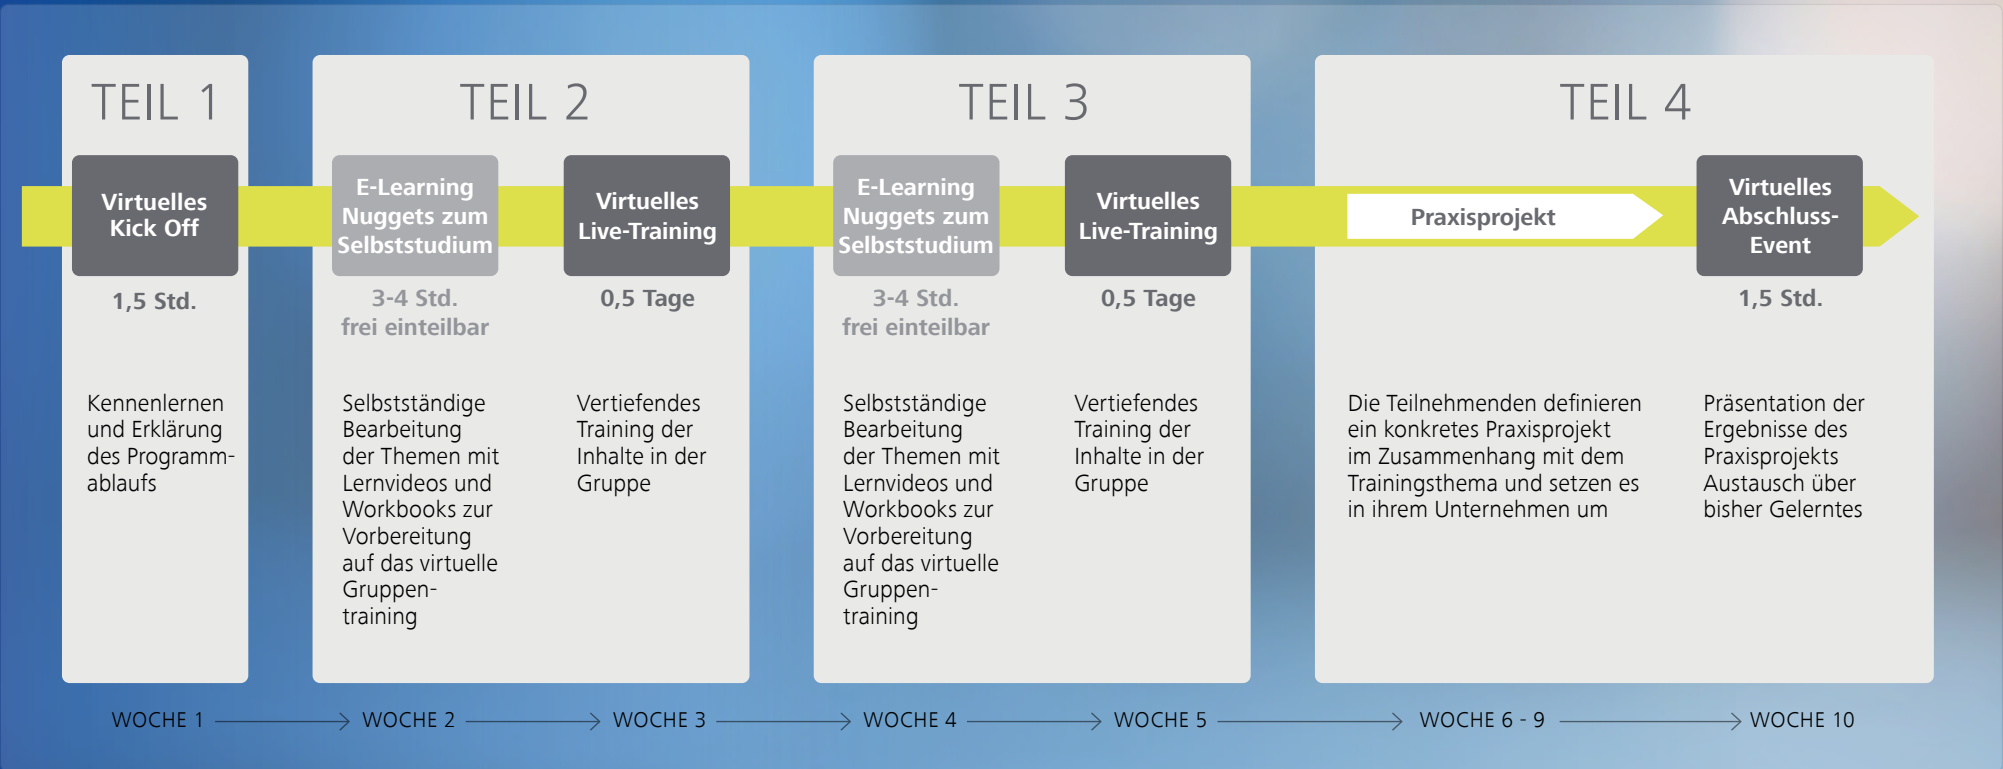 TEIL 1
Virtuelles
Kick Off
1,5 Std.
Kennenlernen
und Erklärung
des Programm-
ablaufs
TEIL 2
E-Learning
Nuggets zum
Selbststudium
3-4 Std.
frei einteilbar
Selbstständige
Bearbeitung
der Themen mit
Lernvideos und
Workbooks zur
Vorbereitung
auf das virtuelle
Gruppen-
training
Virtuelles
Live-Training
0,5 Tage
Vertiefendes
Training der
Inhalte in der
Gruppe
TEIL 3
E-Learning
Nuggets zum
Selbststudium
3-4 Std.
frei einteilbar
Selbstständige
Bearbeitung
der Themen mit
Lernvideos und
Workbooks zur
Vorbereitung
auf das virtuelle
Gruppen-
training
Virtuelles
Live-Training
0,5 Tage
Vertiefendes
Training der
Inhalte in der
Gruppe
TEIL 4
Praxisprojekt
Die Teilnehmenden definieren
ein konkretes Praxisprojekt
im Zusammenhang mit dem
Trainingsthema und setzen es
in ihrem Unternehmen um
Virtuelles
Abschluss-
Event
1,5 Std.
Präsentation der
Ergebnisse des
Praxisprojekts
Austausch über
bisher Gelerntes
WOCHE 1
WOCHE 2
WOCHE 3
WOCHE 4
WOCHE 5
WOCHE 6 - 9
WOCHE 10